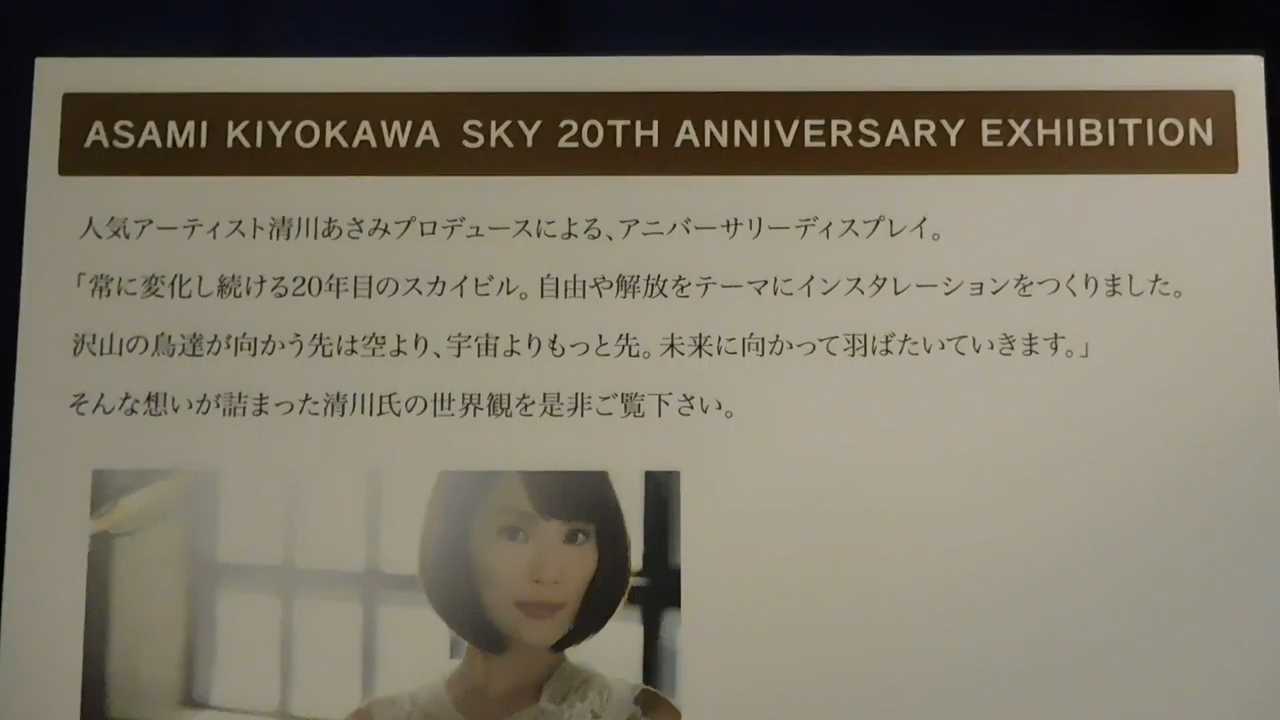 ASAMI KIYOKAWA SKY 20TH ANNIVERSARY EXHIBITION
人気アーティスト清川あさみプロデュースによる、アニバーサリーディスプレイ。
「常に変化し続ける20年目のスカイビル。自由や解放をテーマにインスタレーションをつくりました。
沢山の鳥達が向かう先は空より、宇宙よりもっと先。未来に向かって羽ばたいていきます。」
そんな想いが詰まった清川氏の世界観を是非ご覧下さい。